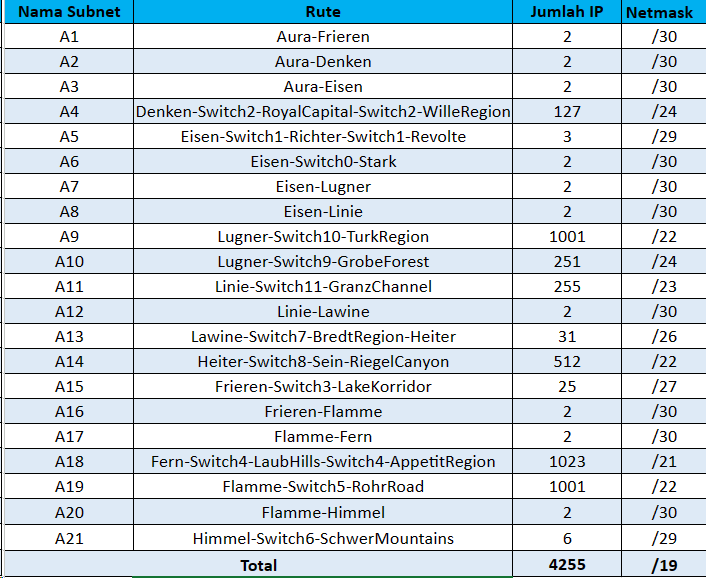 Nama Subnet Rute Jumlah IP Netmask
A1 Aura-Frieren 2 /30
A2 Aura-Denken 2 /30
A3 Aura-Eisen 2 /30
A4 Denken-Switch2-RoyalCapital-Switch2-WilleRegion 127 /24
A5 Eisen-Switch1-Richter-Switch1-Revolte 3 /29
A6 Eisen-Switch0-Stark 2 /30
A7 Eisen-Lugner 2 /30
A8 Eisen-Linie 2 /30
A9 Lugner-Switch10-TurkRegion 1001 /22
A10 Lugner-Switch9-GrobeForest 251 /24
A11 Linie-Switch11-GranzChannel 255 /23
A12 Linie-Lawine 2 /30
A13 Lawine-Switch7-BredtRegion-Heiter 31 /26
A14 Heiter-Switch8-Sein-RiegelCanyon 512 /22
A15 Frieren-Switch3-LakeKorridor 25 /27
A16 Frieren-Flamme 2 /30
A17 Flamme-Fern 2 /30
A18 Fern-Switch4-LaubHills-Switch4-AppetitRegion 1023 /21
A19 Flamme-Switch5-RohrRoad 1001 /22
A20 Flamme-Himmel 2 /30
A21 Himmel-Switch6-SchwerMountains 6 /29
Total 4255 /19